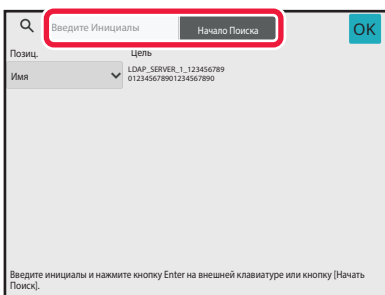 Введите Инициалы
Начало Поиска
OK
Позиц.
Цель
Имя
LDAP_SERVER_1_123456789
012345678901234567890
Введите инициалы и нажмите кнопку Enter на внешней клавиатуре или кнопку [Начать
Поиск].